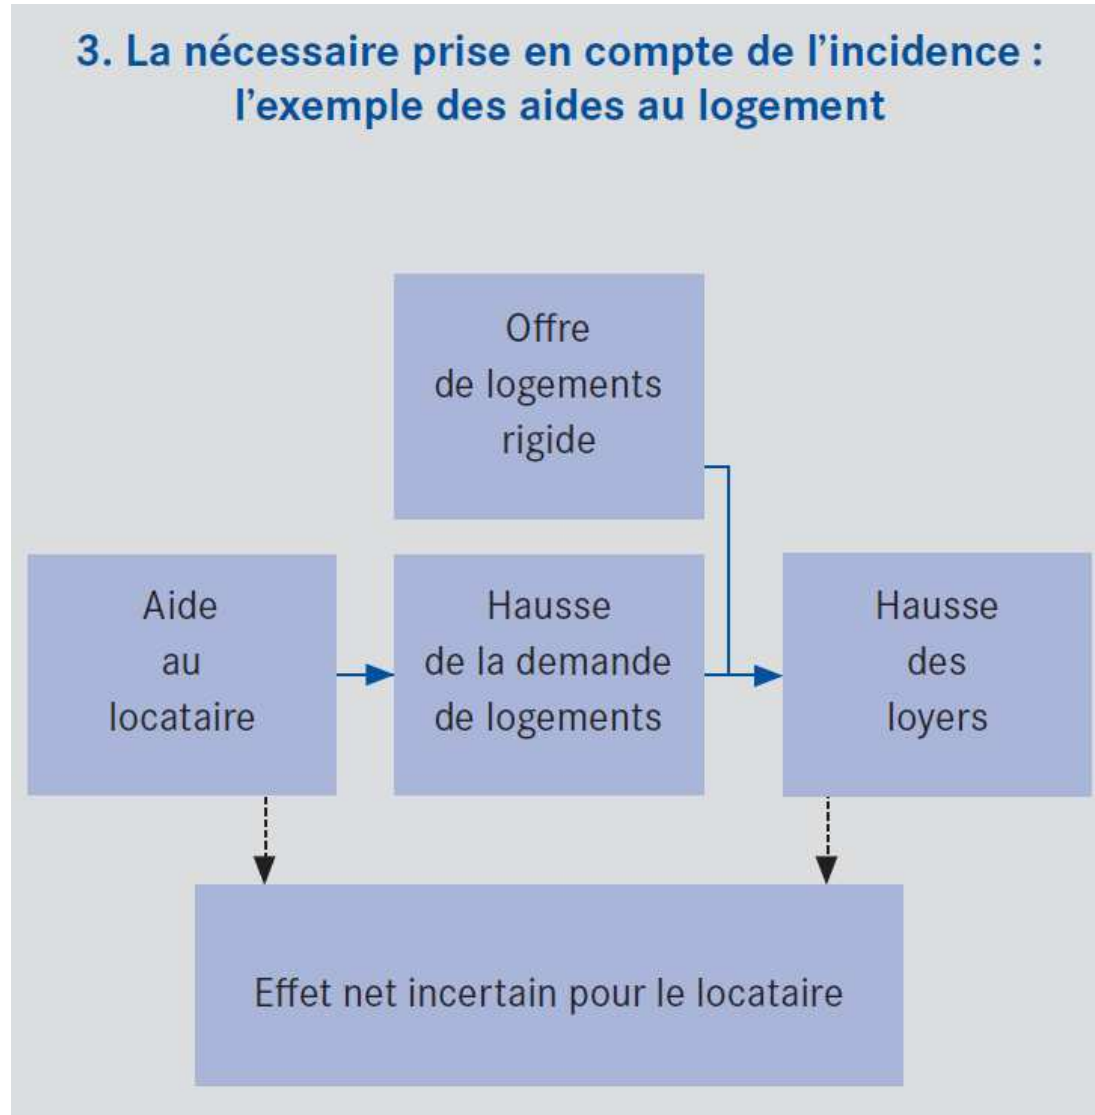 3. La nécessaire prise en compte de l’incidence :
l’exemple des aides au logement
Offre
de logements
rigide
Aide
au
locataire
Hausse
de la demande
de logements
Hausse
des
loyers
Effet net incertain pour le locataire